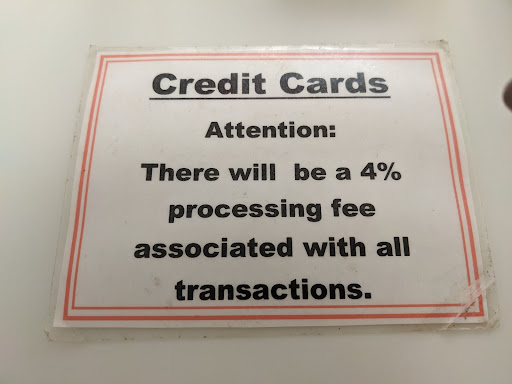 Credit Cards
Attention:
There will be a 4%
processing fee
associated with all
transactions.